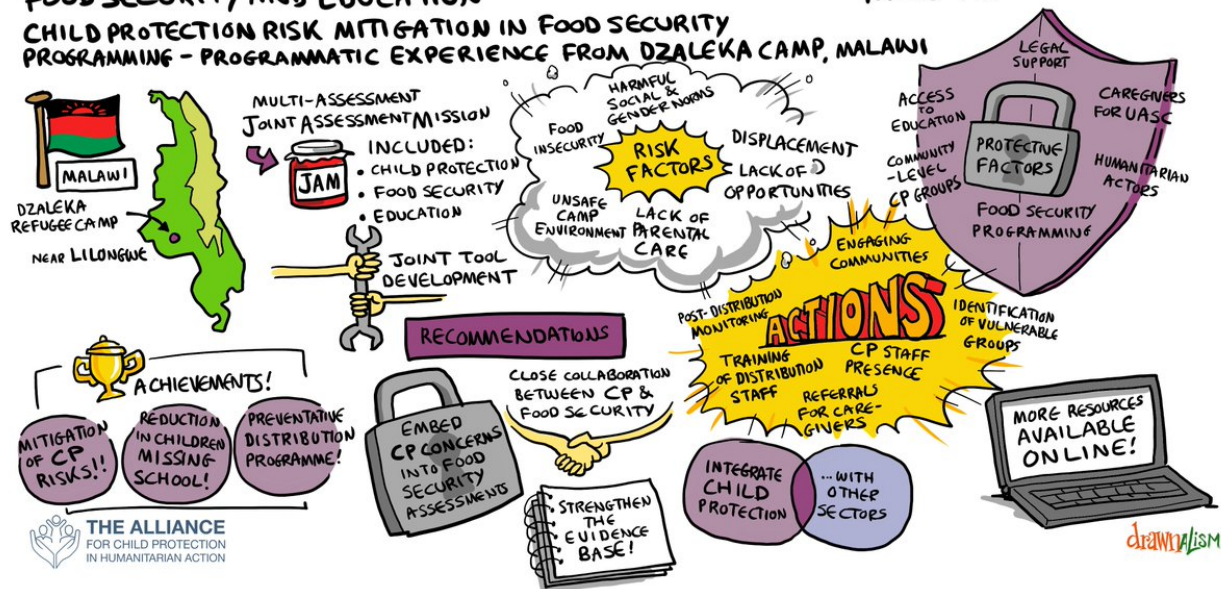 FOOD SECURITY AND EDUCATION
CHILD PROTECTION RISK MITIGATION IN FOOD SECURITY
PROGRAMMING - PROGRAMMATIC EXPERIENCE FROM DZALEKA CAMP, MALAWI
MALAWI
DZALEKA
REFUGEE CAMP
NEAR LILONGWE
MULTI-ASSESSMENT
JOINT ASSESSMENT MISSION
JAM
INCLUDED:
• CHILD PROTECTION
• FOOD SECURITY
• EDUCATION
JOINT TOOL
DEVELOPMENT
RISK
FACTORS
HARMFUL
SOCIAL &
GENDER NORMS
FOOD
INSECURITY
DISPLACEMENT
LACK OF
OPPORTUNITIES
UNSAFE
CAMP
ENVIRONMENT
LACK OF
PARENTAL
CARE
PROTECTIVE
FACTORS
LEGAL
SUPPORT
ACCESS
TO
EDUCATION
CAREGIVERS
FOR UASC
COMMUNITY
-LEVEL
CP GROUPS
HUMANITARIAN
ACTORS
FOOD SECURITY
PROGRAMMING
ACHIEVEMENTS!
MITIGATION
OF CP
RISKS!!
REDUCTION
IN CHILDREN
MISSING
SCHOOL!
PREVENTATIVE
DISTRIBUTION
PROGRAMME!
RECOMMENDATIONS
EMBED
CP CONCERNS
INTO FOOD
SECURITY
ASSESSMENTS
CLOSE COLLABORATION
BETWEEN CP &
FOOD SECURITY
STRENGTHEN
THE
EVIDENCE
BASE!
INTEGRATE
CHILD
PROTECTION
...WITH
OTHER
SECTORS
ACTIONS
ENGAGING
COMMUNITIES
POST-DISTRIBUTION
MONITORING
IDENTIFICATION
OF VULNERABLE
GROUPS
TRAINING
OF DISTRIBUTION
STAFF
CP STAFF
PRESENCE
REFERRALS
FOR CARE-
GIVERS
MORE RESOURCES
AVAILABLE
ONLINE!
THE ALLIANCE
FOR CHILD PROTECTION
IN HUMANITARIAN ACTION
drawnALISM